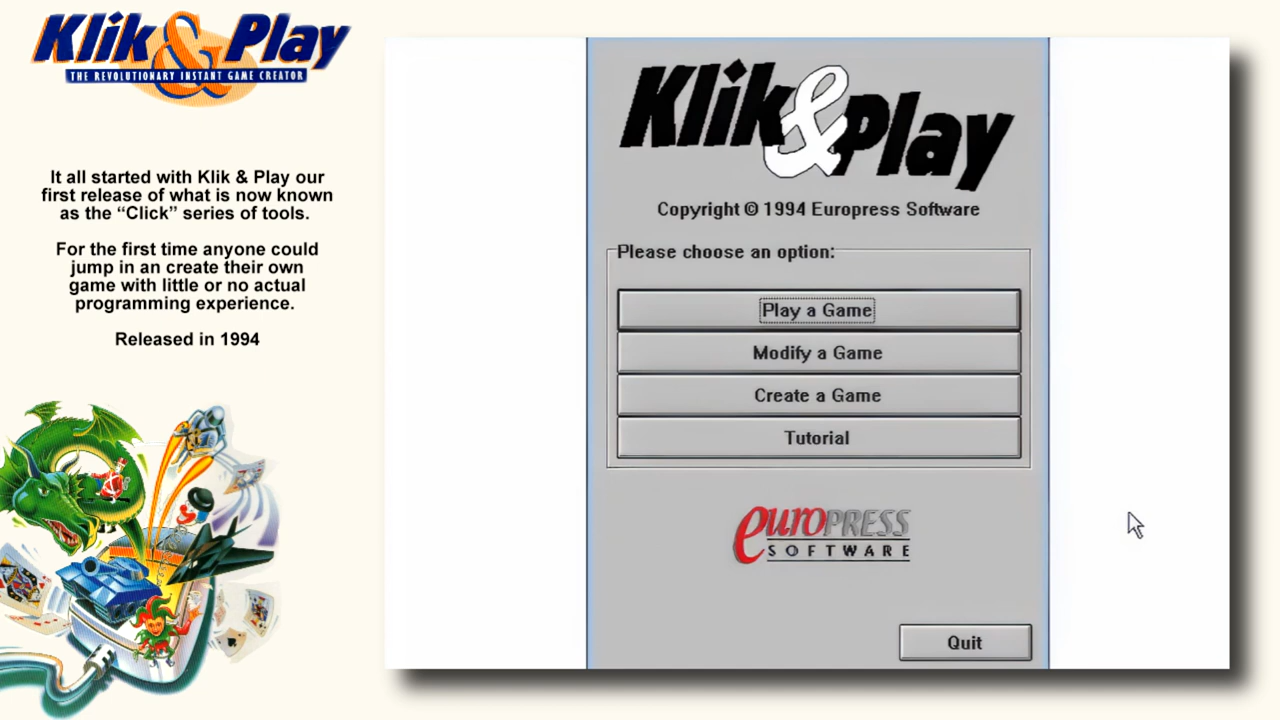 Klik & Play
THE REVOLUTIONARY INSTANT GAME CREATOR
It all started with Klik & Play our
first release of what is now known
as the “Click” series of tools.
For the first time anyone could
jump in an create their own
game with little or no actual
programming experience.
Released in 1994
Klik & Play
Copyright © 1994 Europress Software
Please choose an option:
Play a Game
Modify a Game
Create a Game
Tutorial
euroPRESS
SOFTWARE
Quit